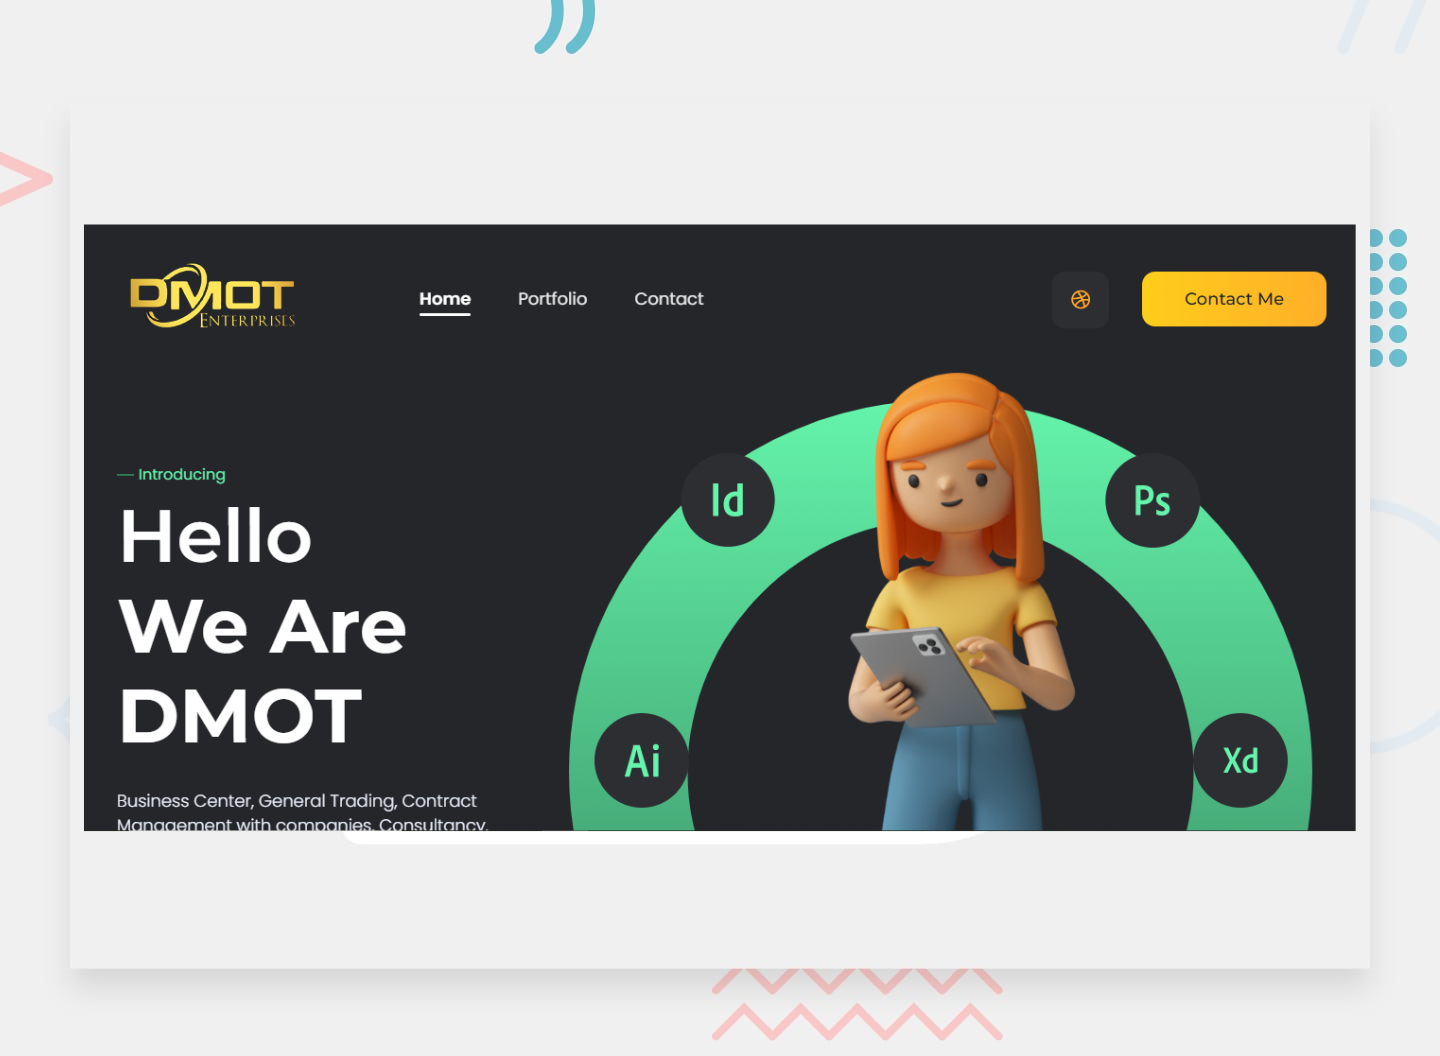 DMOT
ENTERPRISES
Home Portfolio Contact
Contact Me
— Introducing
Hello
We Are
DMOT
Id
Ps
Ai
Xd
Business Center, General Trading, Contract
Management with companies, Consultancy,